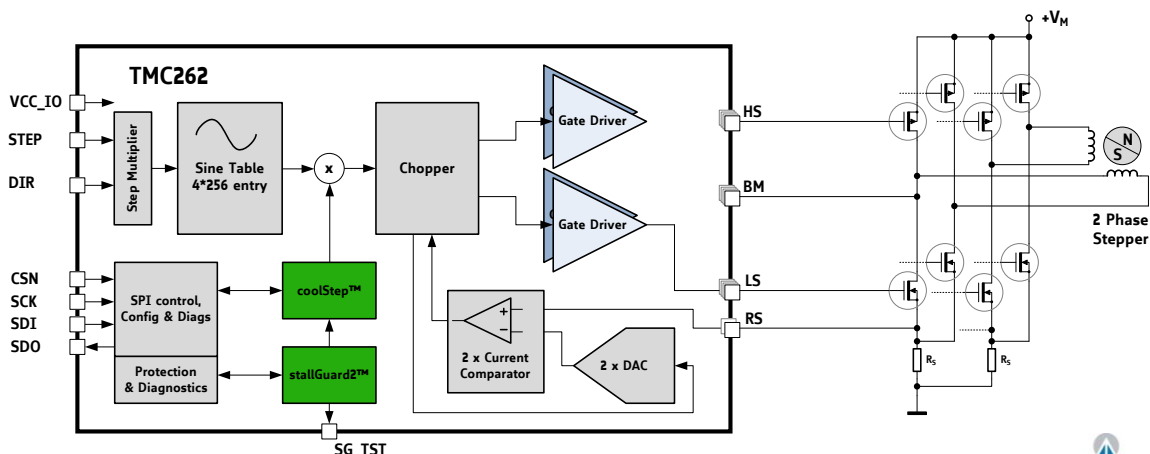 +VM
TMC262
VCC_IO
STEP
DIR
CSN
SCK
SDI
SDO
Step Multiplier
Sine Table
4*256 entry
x
Chopper
Gate Driver
Gate Driver
HS
BM
LS
RS
N
S
2 Phase
Stepper
SPI control,
Config & Diags
Protection
& Diagnostics
coolStep™
stallGuard2™
+
−
2 x Current
Comparator
2 x DAC
RS
RS
SG_TST